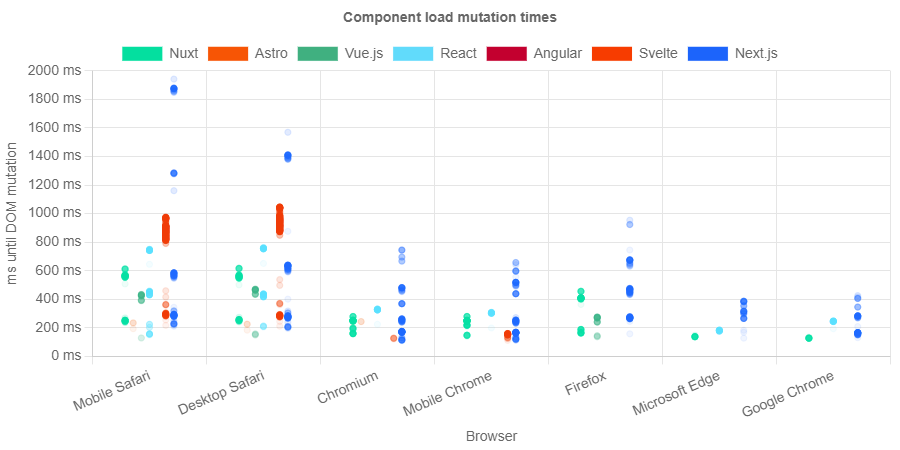 Component load mutation times
Nuxt Astro Vue.js React Angular Svelte Next.js
2000 ms
1800 ms
1600 ms
1400 ms
1200 ms
1000 ms
800 ms
600 ms
400 ms
200 ms
0 ms
ms until DOM mutation
Mobile Safari
Desktop Safari
Chromium
Mobile Chrome
Firefox
Microsoft Edge
Google Chrome
Browser